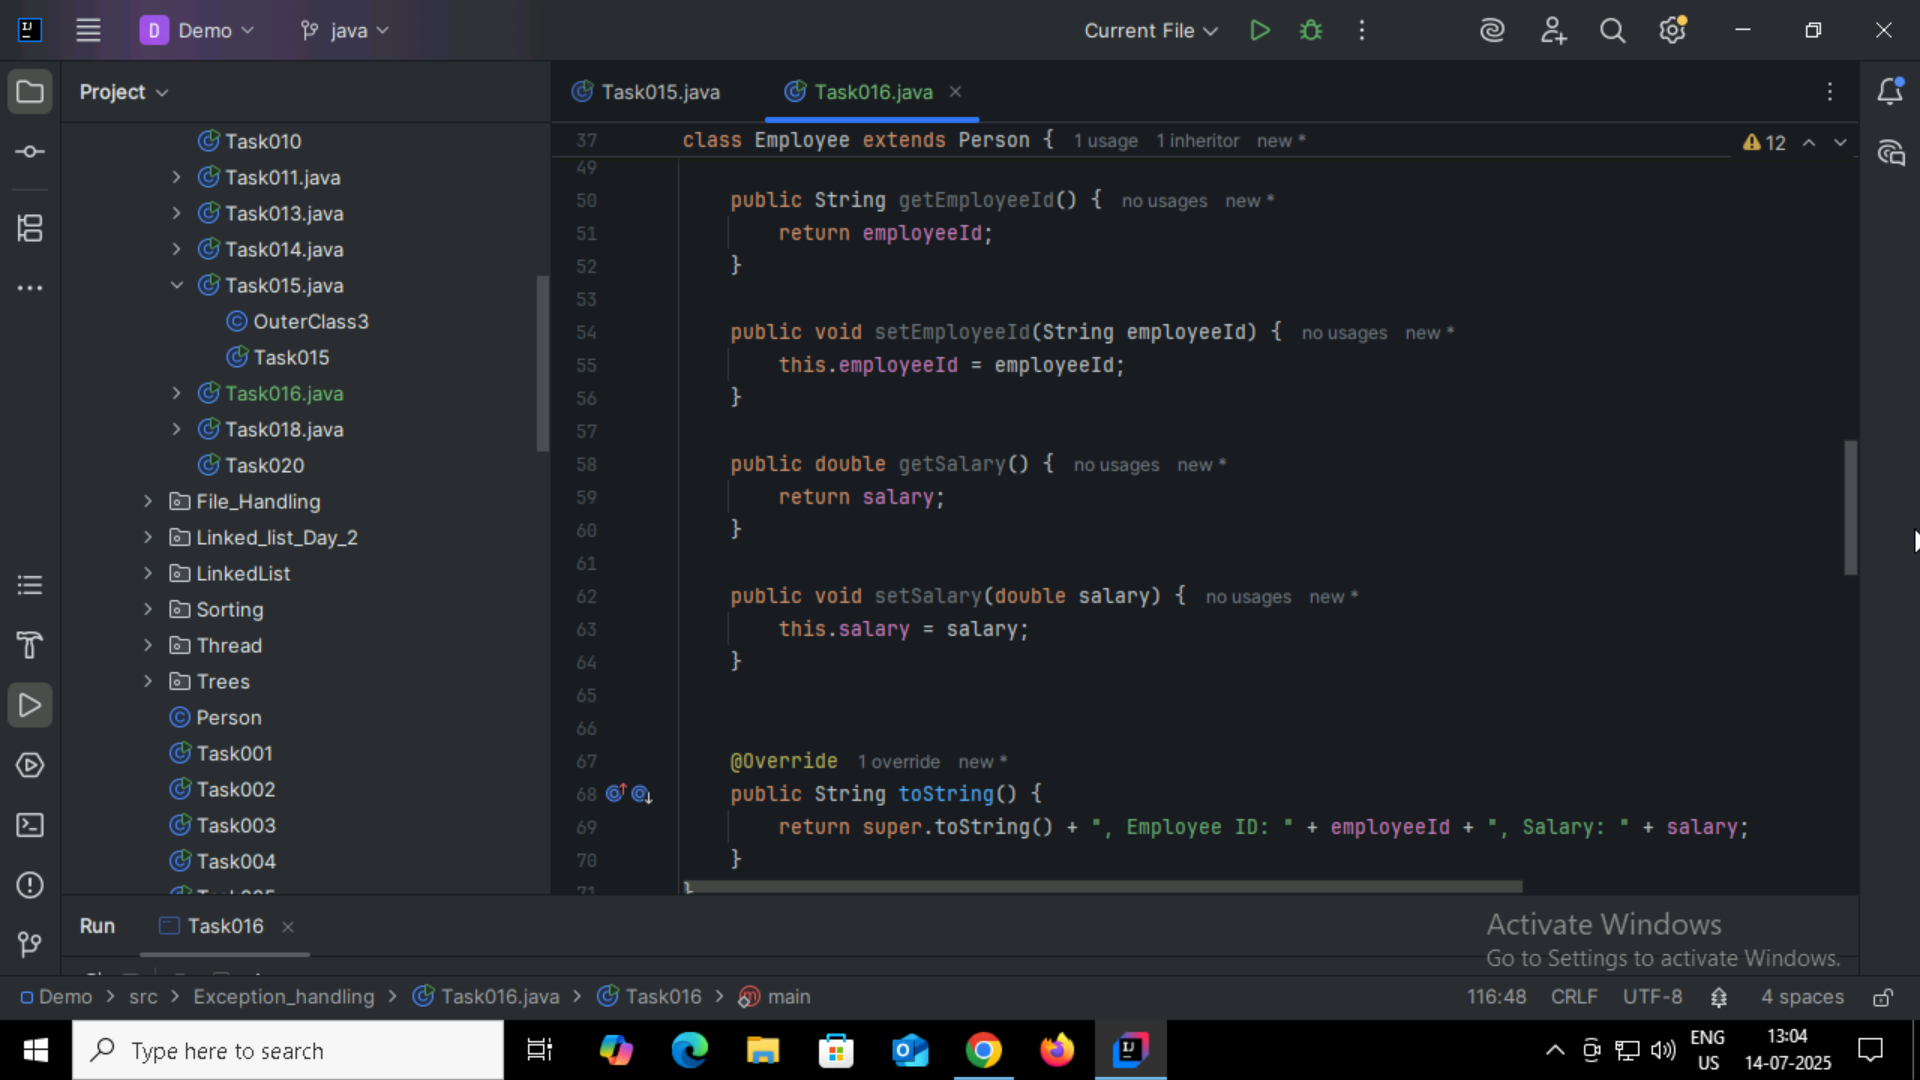 D Demo java Current File
Project
Task015.java Task016.java
37 class Employee extends Person { 1 usage 1 inheritor new * 12
Task010
Task011.java
Task013.java
Task014.java
Task015.java
OuterClass3
Task015
Task016.java
Task018.java
Task020
File_Handling
Linked_list_Day_2
LinkedList
Sorting
Thread
Trees
Person
Task001
Task002
Task003
Task004
49
50 public String getEmployeeId() { no usages new *
51 return employeeId;
52 }
53
54 public void setEmployeeId(String employeeId) { no usages new *
55 this.employeeId = employeeId;
56 }
57
58 public double getSalary() { no usages new *
59 return salary;
60 }
61
62 public void setSalary(double salary) { no usages new *
63 this.salary = salary;
64 }
65
66
67 @Override 1 override new *
68 public String toString() {
69 return super.toString() + ", Employee ID: " + employeeId + ", Salary: " + salary;
70 }
71 }
Run Task016
Activate Windows
Go to Settings to activate Windows.
Demo > src > Exception_handling > Task016.java > Task016 > main 116:48 CRLF UTF-8 4 spaces
Type here to search
ENG
US
13:04
14-07-2025